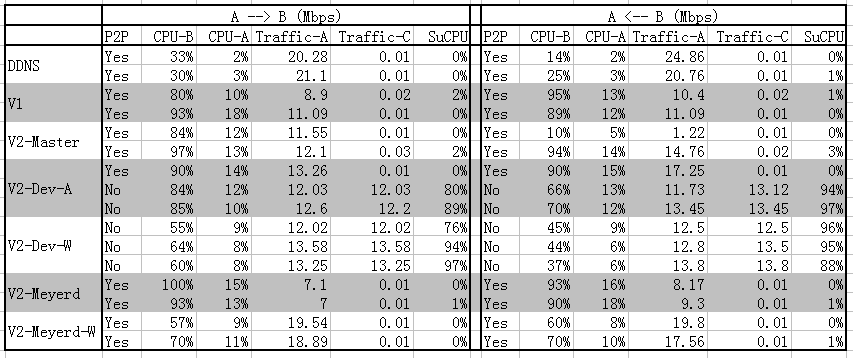 A --> B (Mbps) A <-- B (Mbps)
P2P CPU-B CPU-A Traffic-A Traffic-C SuCPU P2P CPU-B CPU-A Traffic-A Traffic-C SuCPU
DDNS Yes 33% 2% 20.28 0.01 0% Yes 14% 2% 24.86 0.01 0%
Yes 30% 3% 21.1 0.01 0% Yes 25% 3% 20.76 0.01 1%
V1 Yes 80% 10% 8.9 0.02 2% Yes 95% 13% 10.4 0.02 1%
Yes 93% 18% 11.09 0.01 0% Yes 89% 12% 11.09 0.01 0%
V2-Master Yes 84% 12% 11.55 0.01 0% Yes 10% 5% 1.22 0.01 0%
Yes 97% 13% 12.1 0.03 2% Yes 94% 14% 14.76 0.02 3%
V2-Dev-A Yes 90% 14% 13.26 0.01 0% Yes 90% 15% 17.25 0.01 0%
No 84% 12% 12.03 12.03 80% No 66% 13% 11.73 13.12 94%
No 85% 10% 12.6 12.2 89% No 70% 12% 13.45 13.45 97%
V2-Dev-W No 55% 9% 12.02 12.02 76% No 45% 9% 12.5 12.5 96%
No 64% 8% 13.58 13.58 94% No 44% 6% 12.8 13.5 95%
No 60% 8% 13.25 13.25 97% No 37% 6% 13.8 13.8 88%
V2-Meyerd Yes 100% 15% 7.1 0.01 0% Yes 93% 16% 8.17 0.01 0%
Yes 93% 13% 7 0.01 1% Yes 90% 18% 9.3 0.01 1%
V2-Meyerd-W Yes 57% 9% 19.54 0.01 0% Yes 60% 8% 19.8 0.01 0%
Yes 70% 11% 18.89 0.01 0% Yes 70% 10% 17.56 0.01 1%